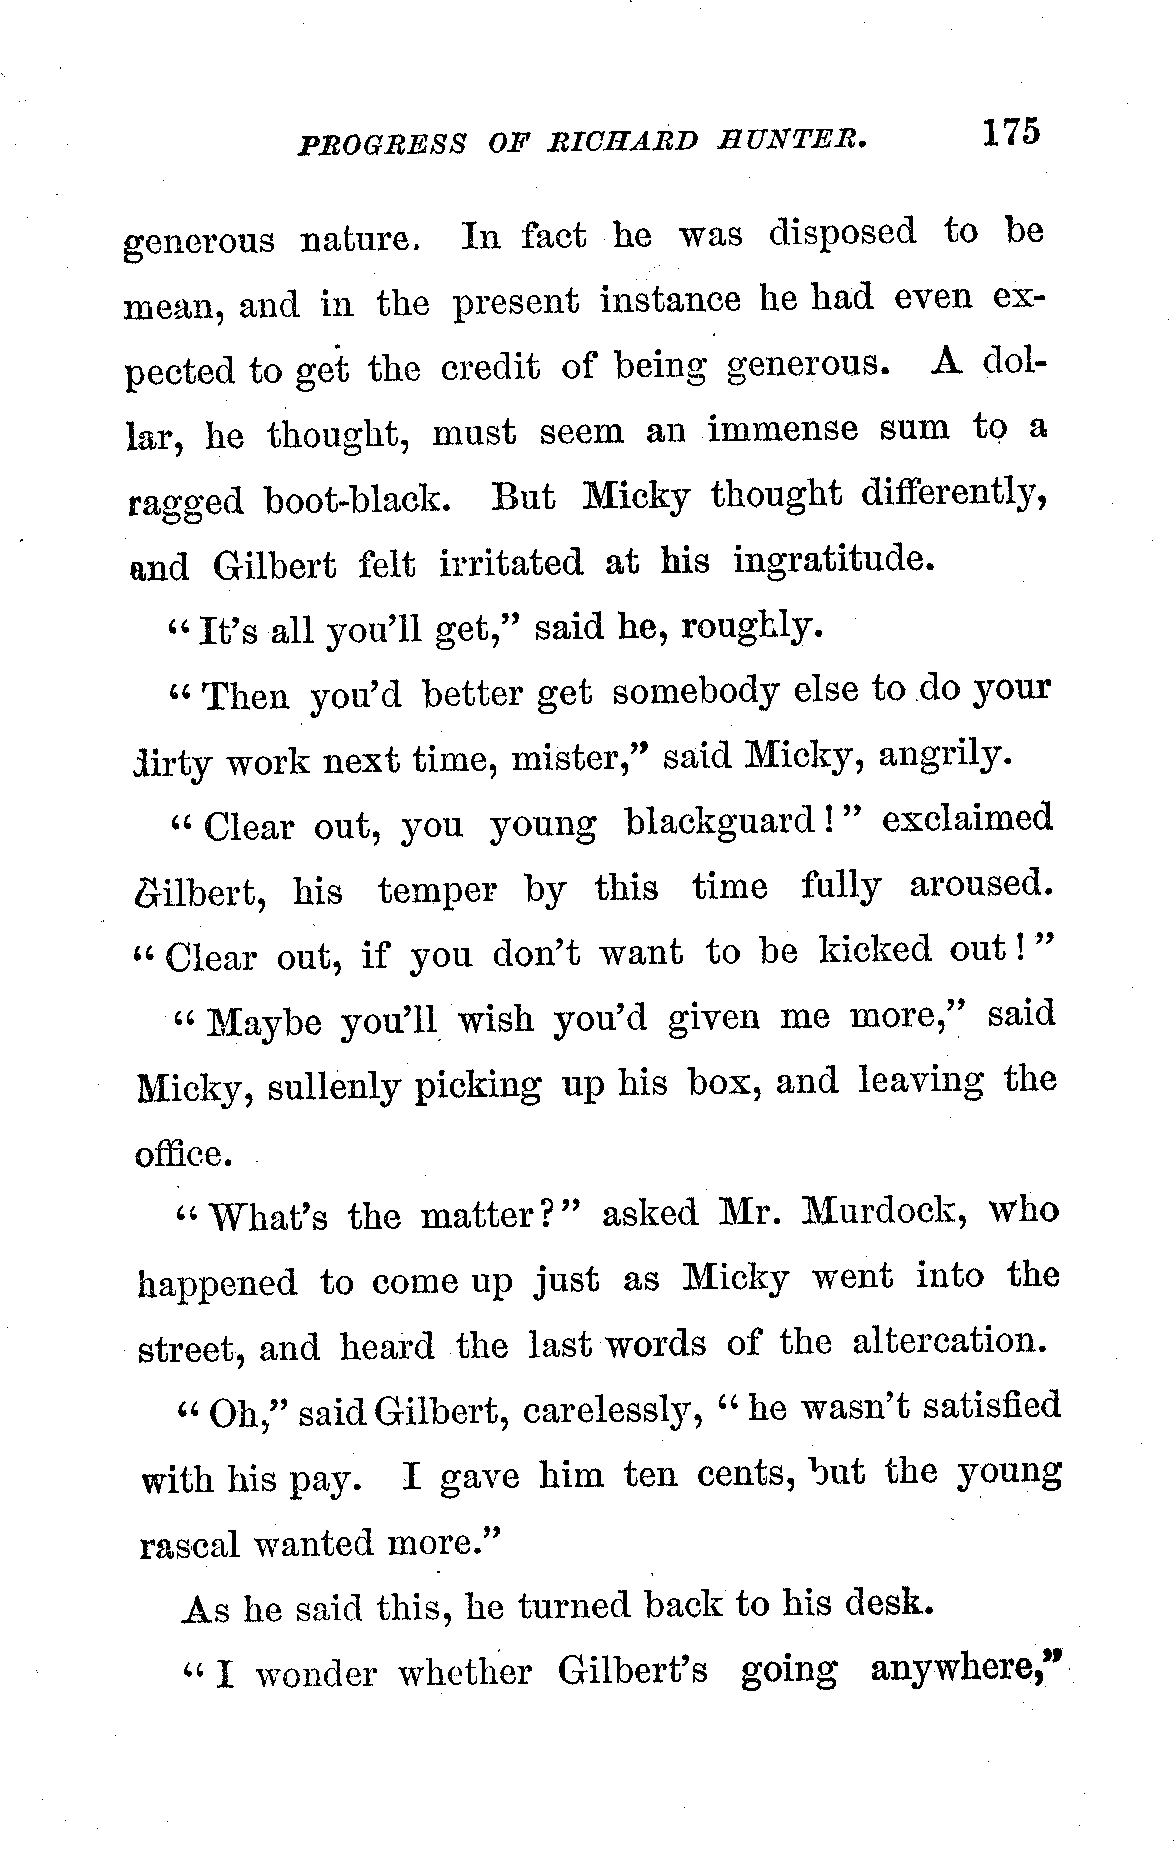 PROGRESS OF RICHARD HUNTER. 175
generous nature. In fact he was disposed to be
mean, and in the present instance he had even ex-
pected to get the credit of being generous. A dol-
lar, he thought, must seem an immense sum to a
ragged boot-black. But Micky thought differently,
and Gilbert felt irritated at his ingratitude.
“It’s all you’ll get,” said he, roughly.
“Then you’d better get somebody else to do your
dirty work next time, mister,” said Micky, angrily.
“Clear out, you young blackguard!” exclaimed
Gilbert, his temper by this time fully aroused.
“Clear out, if you don’t want to be kicked out!”
“Maybe you’ll wish you’d given me more,” said
Micky, sullenly picking up his box, and leaving the
office.
“What’s the matter?” asked Mr. Murdock, who
happened to come up just as Micky went into the
street, and heard the last words of the altercation.
“Oh,” said Gilbert, carelessly, “he wasn’t satisfied
with his pay. I gave him ten cents, but the young
rascal wanted more.”
As he said this, he turned back to his desk.
“I wonder whether Gilbert’s going anywhere,”